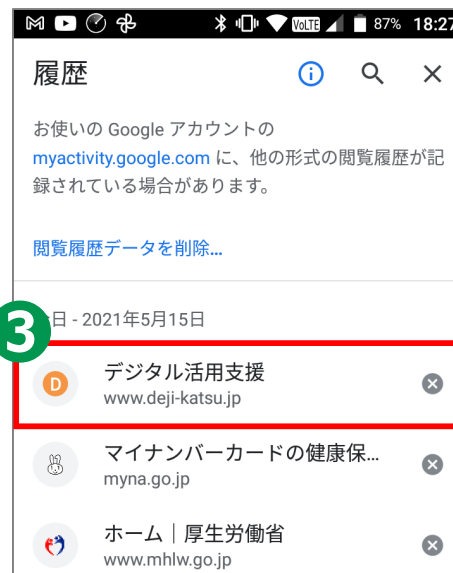 VoLTE 87% 18:27
履歴
お使いの Google アカウントの
myactivity.google.com に、他の形式の閲覧履歴が記
録されている場合があります。
閲覧履歴データを削除...
日 - 2021年5月15日
3
D
デジタル活用支援
www.deji-katsu.jp
マイナンバーカードの健康保...
myna.go.jp
ホーム｜厚生労働省
www.mhlw.go.jp